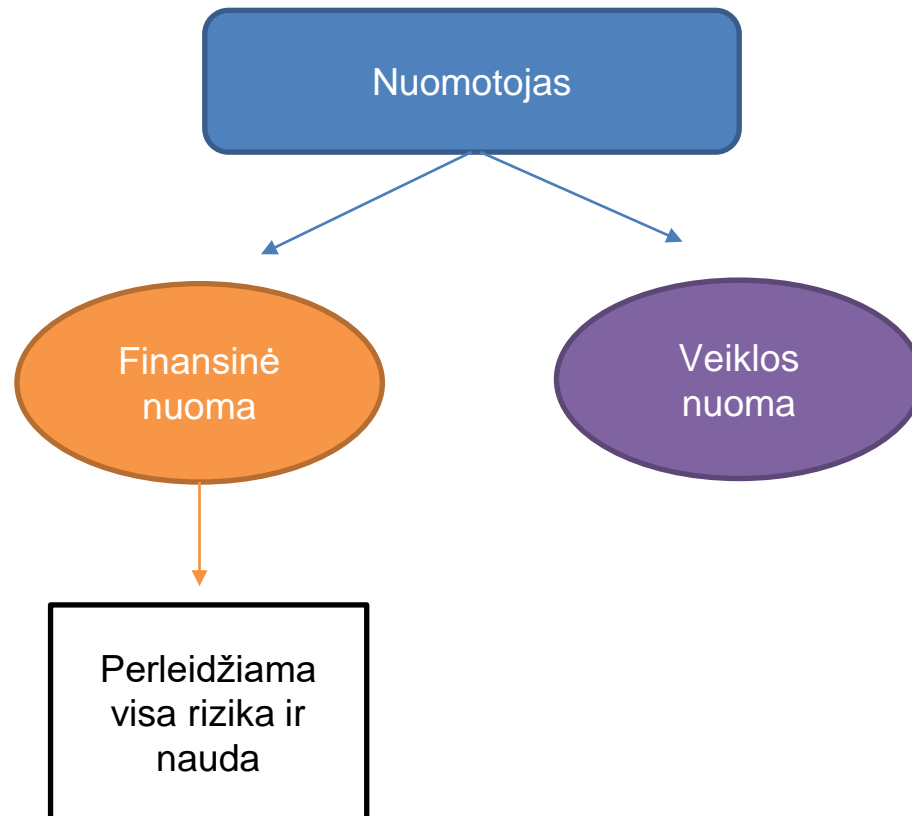 Nuomotojas
Finansinė
nuoma
Veiklos
nuoma
Perleidžiama
visa rizika ir
nauda